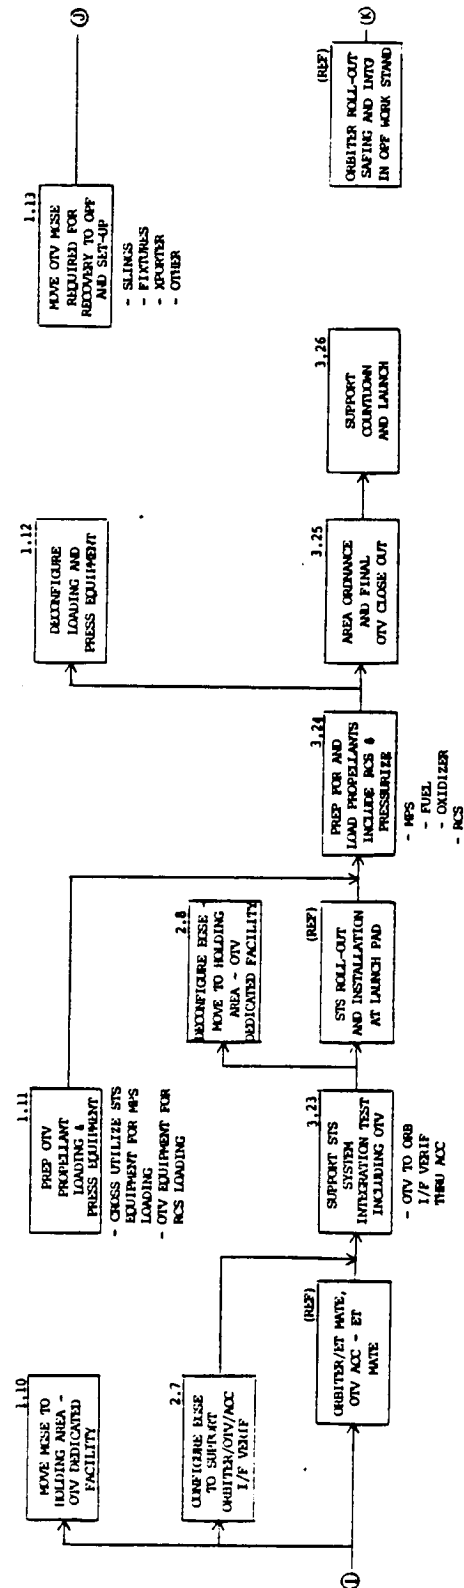 I
1.10
MOVE MGSE TO
HOLDING AREA -
OTV DEDICATED
FACILITY
2.7
CONFIGURE EGSE
TO SUPPORT
ORBITER/OTV/ACC
I/F VERIF
(REF)
ORBITER/ET MATE,
OTV ACC - ET
MATE
1.11
PREP OTV
PROPELLANT
LOADING &
PRESS EQUIPMENT
- CROSS UTILIZE STS
EQUIPMENT FOR MPS
LOADING
- OTV EQUIPMENT FOR
RCS LOADING
3.23
SUPPORT STS
SYSTEM
INTEGRATION TEST
INCLUDING OTV
- OTV TO ORB
I/F VERIF
THRU ACC
2.8
DECONFIGURE EGSE -
MOVE TO HOLDING
AREA - OTV
DEDICATED FACILITY
(REF)
STS ROLL-OUT
AND INSTALLATION
AT LAUNCH PAD
3.24
PREP FOR AND
LOAD PROPELLANTS
INCLUDE RCS &
PRESSURIZE
- MPS
- FUEL
- OXIDIZER
- RCS
1.12
DECONFIGURE
LOADING AND
PRESS EQUIPMENT
3.25
AREA ORDNANCE
AND FINAL
OTV CLOSE OUT
3.26
SUPPORT
COUNTDOWN
AND LAUNCH
1.13
MOVE OTV MGSE
REQUIRED FOR
RECOVERY TO OPF
AND SET-UP
- SLINGS
- FIXTURES
- XPORTER
- OTHER
J
(REF)
ORBITER ROLL-OUT
SAFING AND INTO
IN OPF WORK STAND
K